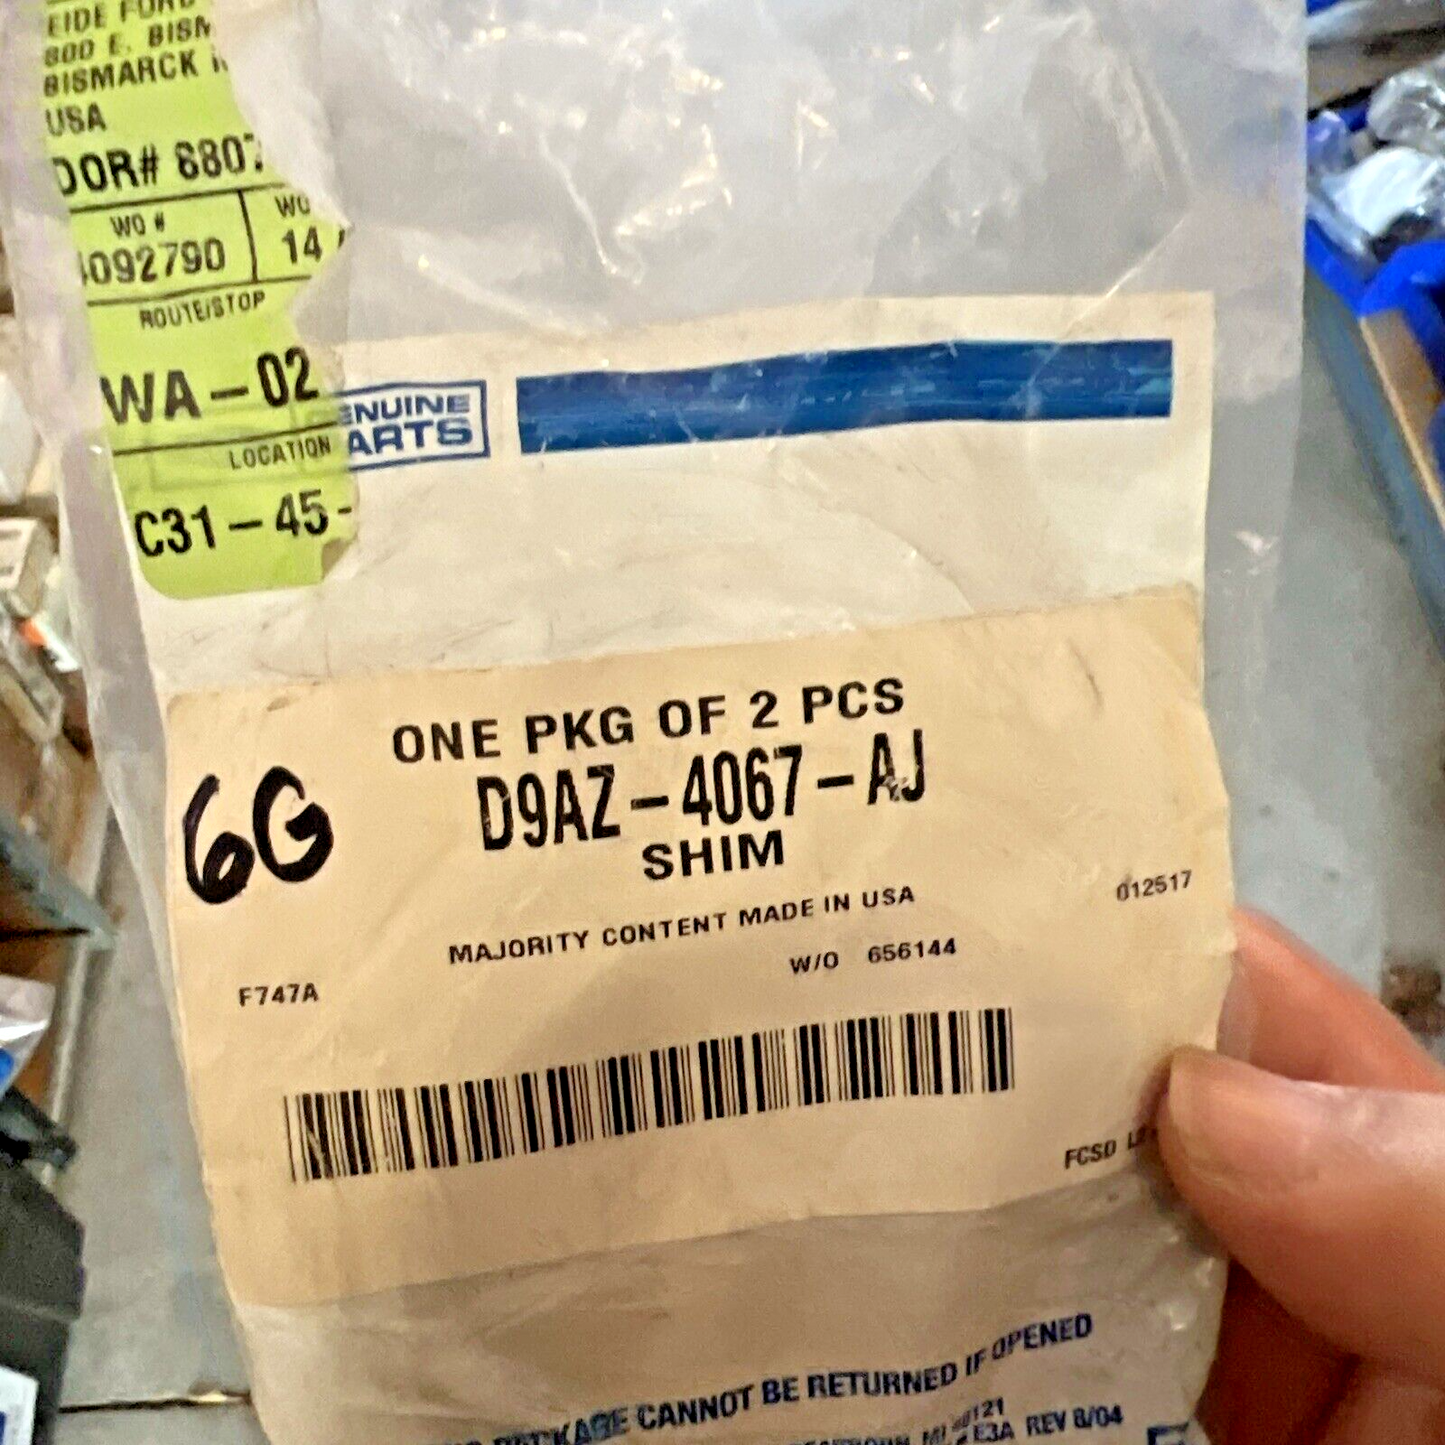 EIDE FORD
800 E. BISM
BISMARCK
USA
DOR# 6807
WO #
4092790
14
ROUTE/STOP
WA-02
LOCATION
C31-45-
ENUINE
ARTS
ONE PKG OF 2 PCS
D9AZ-4067-AJ
SHIM
6G
MAJORITY CONTENT MADE IN USA
012517
W/O 656144
F747A
FCSD
PACKAGE CANNOT BE RETURNED IF OPENED
REV 8/04